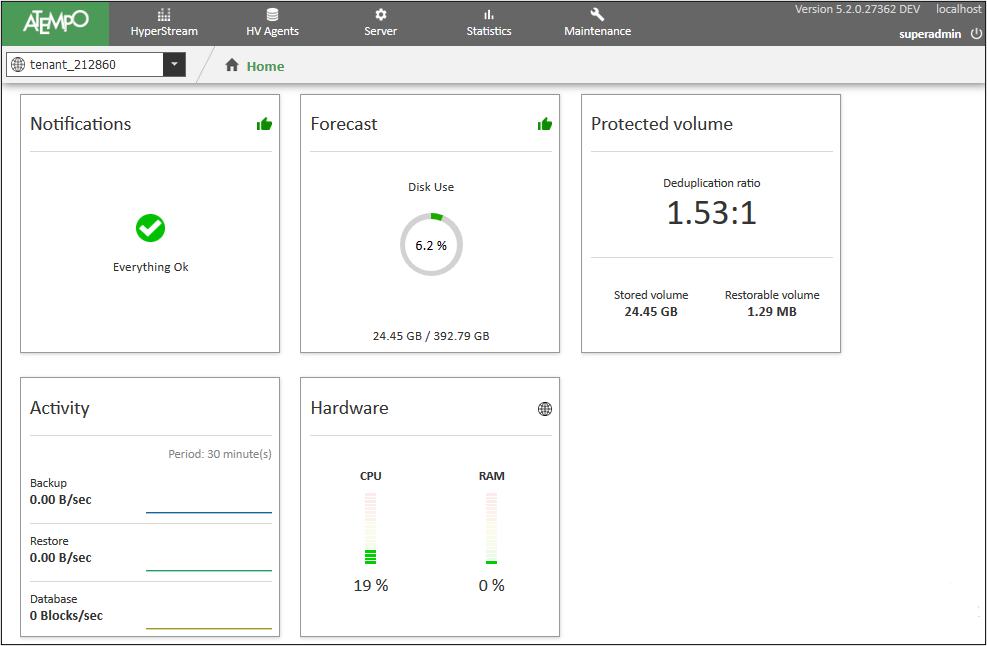 ATEMPO
HyperStream
HV Agents
Server
Statistics
Maintenance
Version 5.2.0.27362 DEV localhost
superadmin
tenant_212860
Home
Notifications
Everything Ok
Forecast
Disk Use
6.2 %
24.45 GB / 392.79 GB
Protected volume
Deduplication ratio
1.53:1
Stored volume
24.45 GB
Restorable volume
1.29 MB
Activity
Period: 30 minute(s)
Backup
0.00 B/sec
Restore
0.00 B/sec
Database
0 Blocks/sec
Hardware
CPU
19 %
RAM
0 %